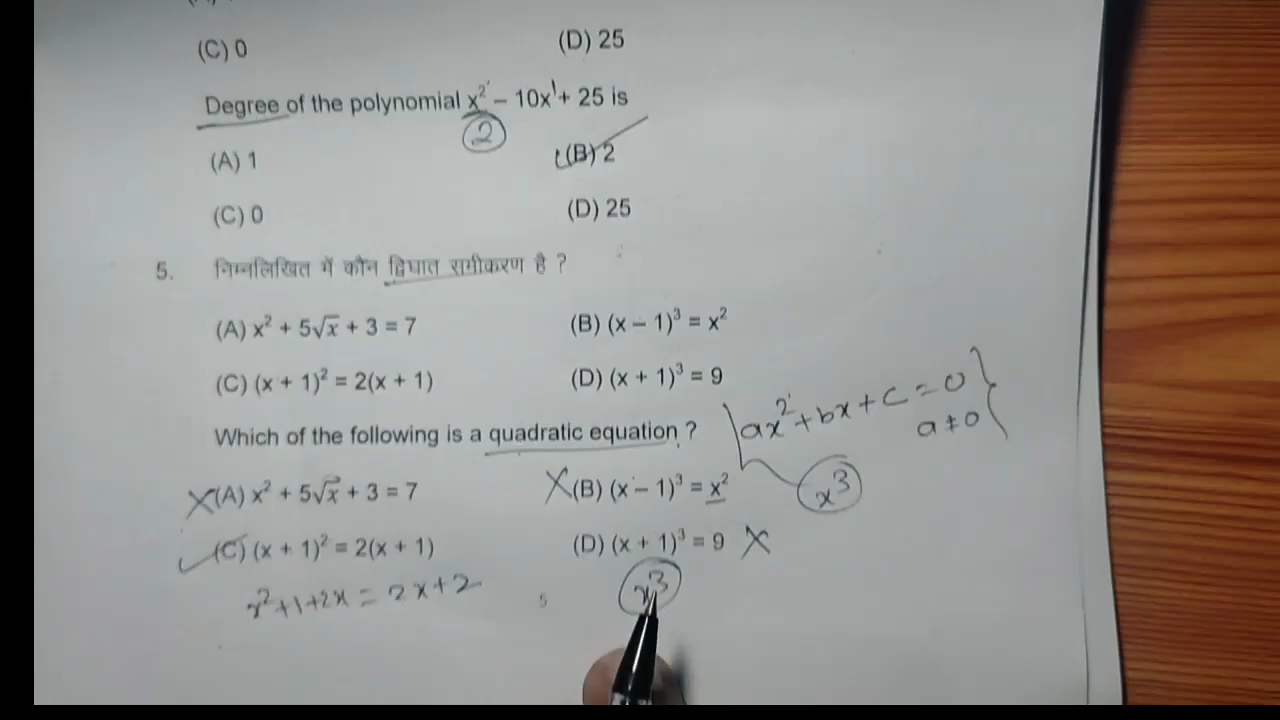 (C) 0 (D) 25
Degree of the polynomial x² – 10x¹ + 25 is
2
(A) 1 (B) 2
(C) 0 (D) 25
5. निम्नलिखित में कौन द्विघात समीकरण है ?
(A) x² + 5√x + 3 = 7 (B) (x – 1)³ = x²
(C) (x + 1)² = 2(x + 1) (D) (x + 1)³ = 9
ax² + bx + c = 0
a ≠ 0
Which of the following is a quadratic equation ?
(A) x² + 5√x + 3 = 7 (B) (x – 1)³ = x² x³
(C) (x + 1)² = 2(x + 1) (D) (x + 1)³ = 9
x² + 1 + 2x = 2x + 2 x³